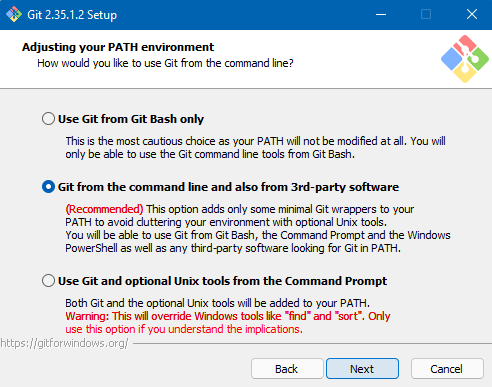 Git 2.35.1.2 Setup
Adjusting your PATH environment
How would you like to use Git from the command line?
Use Git from Git Bash only
This is the most cautious choice as your PATH will not be modified at all. You will
only be able to use the Git command line tools from Git Bash.
Git from the command line and also from 3rd-party software
(Recommended) This option adds only some minimal Git wrappers to your
PATH to avoid cluttering your environment with optional Unix tools.
You will be able to use Git from Git Bash, the Command Prompt and the Windows
PowerShell as well as any third-party software looking for Git in PATH.
Use Git and optional Unix tools from the Command Prompt
Both Git and the optional Unix tools will be added to your PATH.
Warning: This will override Windows tools like "find" and "sort". Only
use this option if you understand the implications.
https://gitforwindows.org/
Back Next Cancel